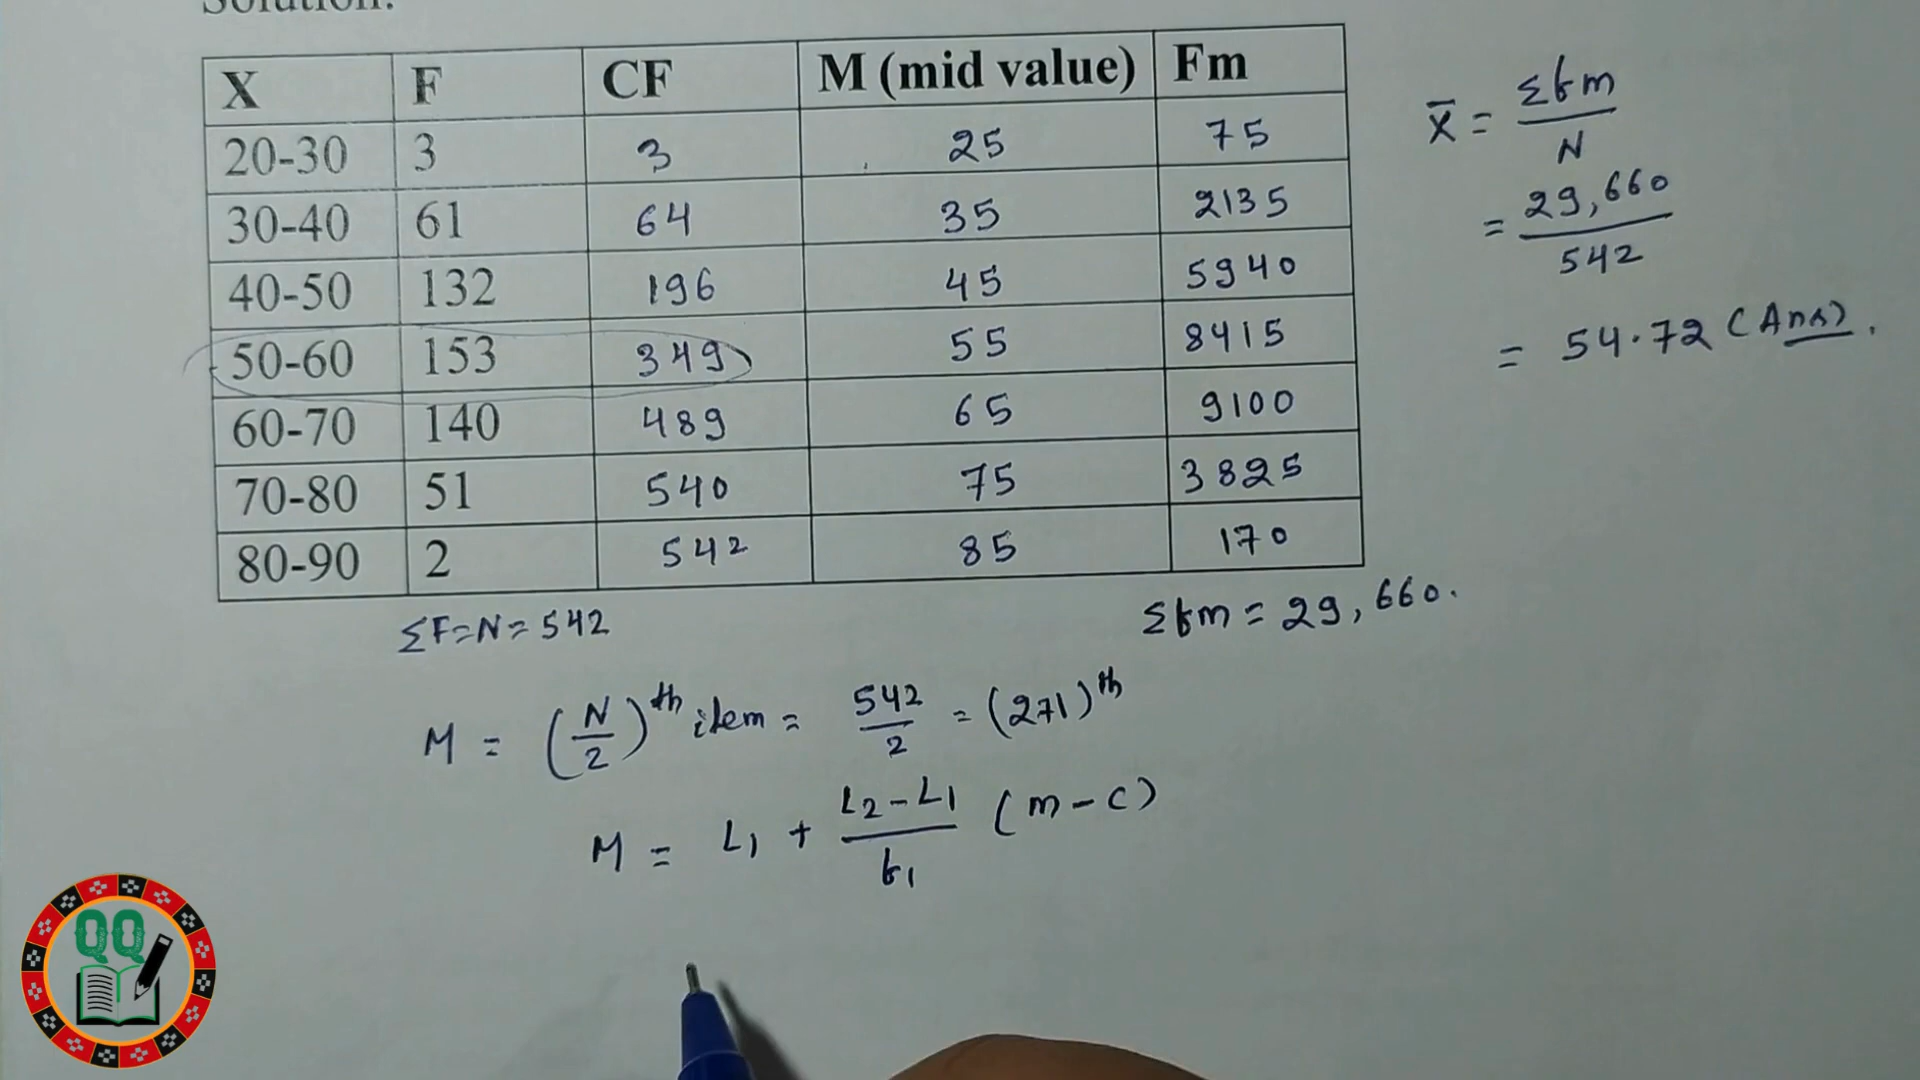 Solution:
X F CF M (mid value) Fm
20-30 3 3 25 75
30-40 61 64 35 2135
40-50 132 196 45 5940
50-60 153 349 55 8415
60-70 140 489 65 9100
70-80 51 540 75 3825
80-90 2 542 85 170
ΣF=N=542
Σfm = 29,660.
X̄ = Σfm / N
= 29,660 / 542
= 54.72 (Ans).
M = (N/2)th item = 542/2 = (271)th
M = L1 + (L2-L1)/f1 (m-c)
QQ